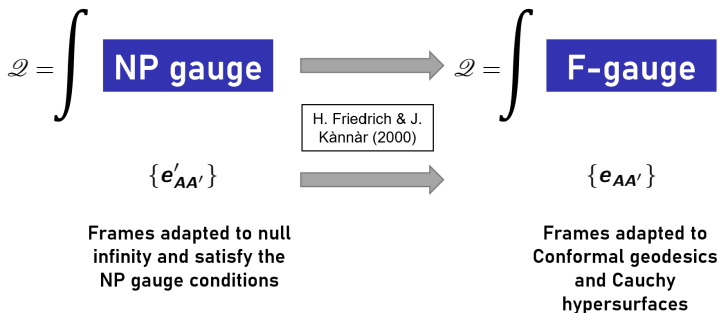 𝒬 = ∫ NP gauge
𝒬 = ∫ F-gauge
H. Friedrich & J.
Kànnàr (2000)
{e′AA′}
{eAA′}
Frames adapted to null
infinity and satisfy the
NP gauge conditions
Frames adapted to
Conformal geodesics
and Cauchy
hypersurfaces